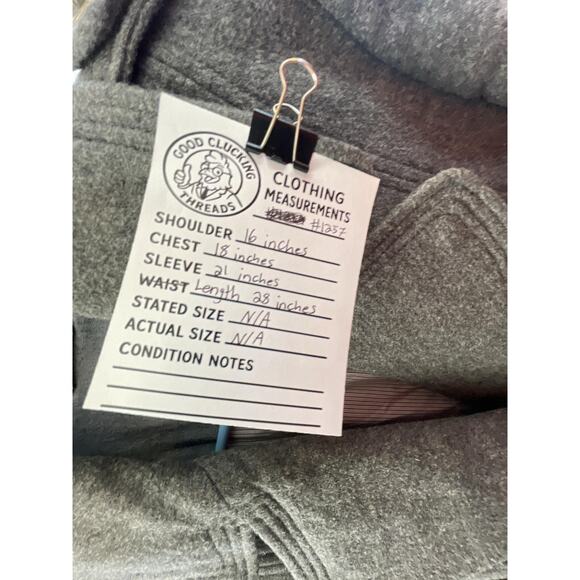 GOOD CLUCKING
THREADS
CLOTHING
MEASUREMENTS
#1257
SHOULDER 16 inches
CHEST 18 inches
SLEEVE 21 inches
WAIST Length 28 inches
STATED SIZE N/A
ACTUAL SIZE N/A
CONDITION NOTES